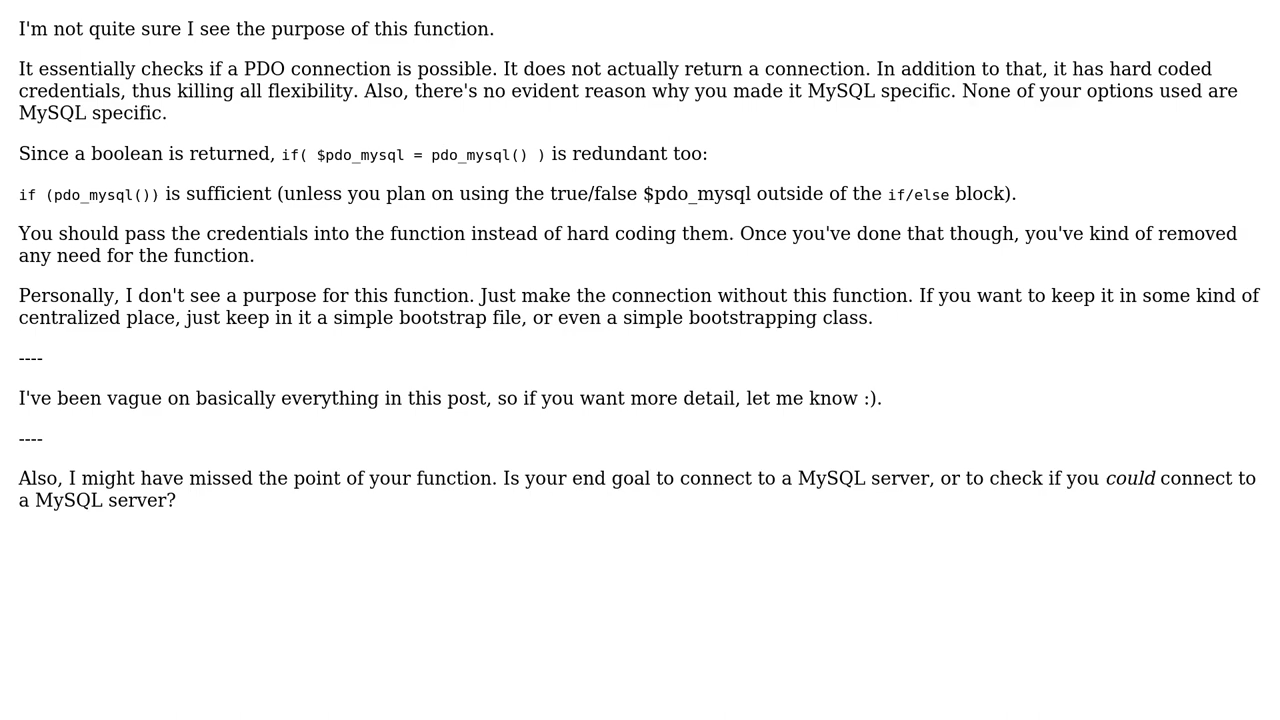 I'm not quite sure I see the purpose of this function.
It essentially checks if a PDO connection is possible. It does not actually return a connection. In addition to that, it has hard coded
credentials, thus killing all flexibility. Also, there's no evident reason why you made it MySQL specific. None of your options used are
MySQL specific.
Since a boolean is returned, if( $pdo_mysql = pdo_mysql() ) is redundant too:
if (pdo_mysql()) is sufficient (unless you plan on using the true/false $pdo_mysql outside of the if/else block).
You should pass the credentials into the function instead of hard coding them. Once you've done that though, you've kind of removed
any need for the function.
Personally, I don't see a purpose for this function. Just make the connection without this function. If you want to keep it in some kind of
centralized place, just keep in it a simple bootstrap file, or even a simple bootstrapping class.
----
I've been vague on basically everything in this post, so if you want more detail, let me know :).
----
Also, I might have missed the point of your function. Is your end goal to connect to a MySQL server, or to check if you could connect to
a MySQL server?